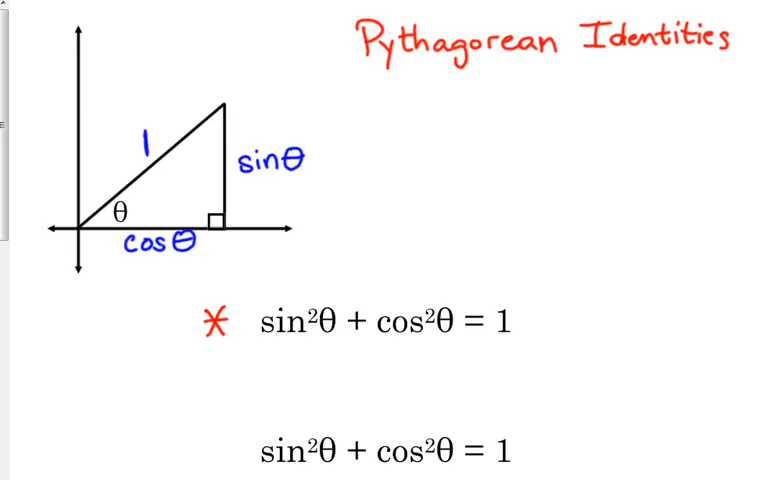 Pythagorean Identities
1
sinθ
θ
cosθ
* sin²θ + cos²θ = 1
sin²θ + cos²θ = 1